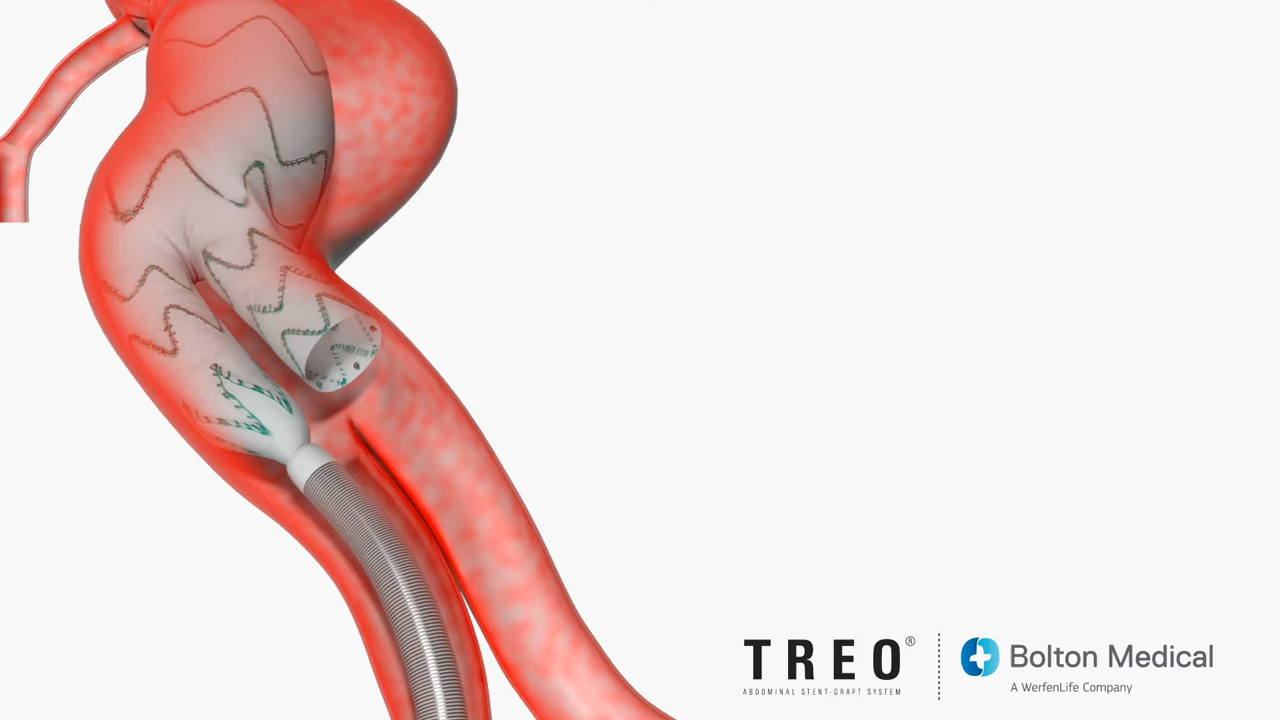 TREO®
ABDOMINAL STENT-GRAFT SYSTEM
Bolton Medical
A WerfenLife Company